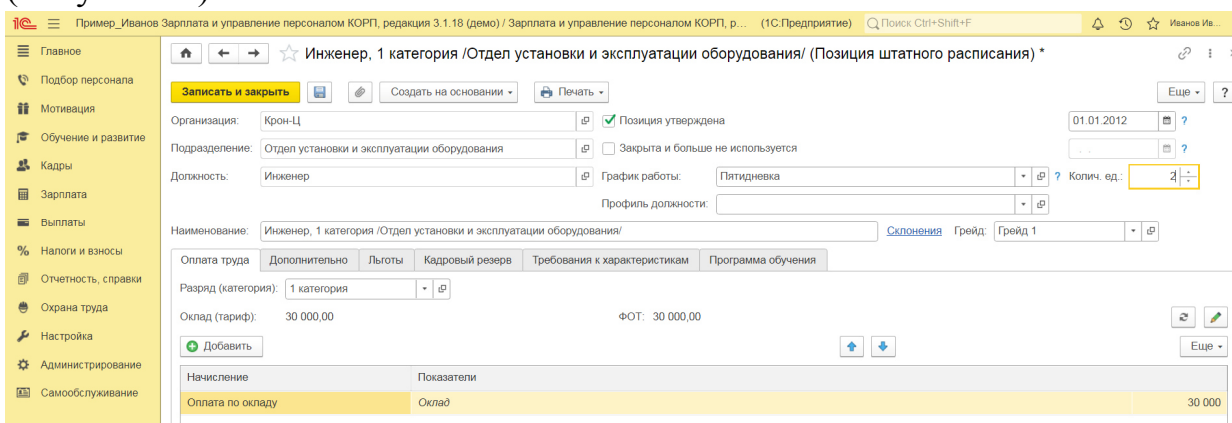 1С Пример_Иванов Зарплата и управление персоналом КОРП, редакция 3.1.18 (демо) / Зарплата и управление персоналом КОРП, р... (1С:Предприятие) Поиск Ctrl+Shift+F Иванов Ив...
Главное
Подбор персонала
Мотивация
Обучение и развитие
Кадры
Зарплата
Выплаты
Налоги и взносы
Отчетность, справки
Охрана труда
Настройка
Администрирование
Самообслуживание
Инженер, 1 категория /Отдел установки и эксплуатации оборудования/ (Позиция штатного расписания) *
Записать и закрыть Создать на основании Печать Еще ?
Организация: Крон-Ц Позиция утверждена 01.01.2012 ?
Подразделение: Отдел установки и эксплуатации оборудования Закрыта и больше не используется . . ?
Должность: Инженер График работы: Пятидневка ? Колич. ед.: 2
Профиль должности:
Наименование: Инженер, 1 категория /Отдел установки и эксплуатации оборудования/ Склонения Грейд: Грейд 1
Оплата труда Дополнительно Льготы Кадровый резерв Требования к характеристикам Программа обучения
Разряд (категория): 1 категория
Оклад (тариф): 30 000,00 ФОТ: 30 000,00
Добавить Еще
Начисление Показатели
Оплата по окладу Оклад 30 000